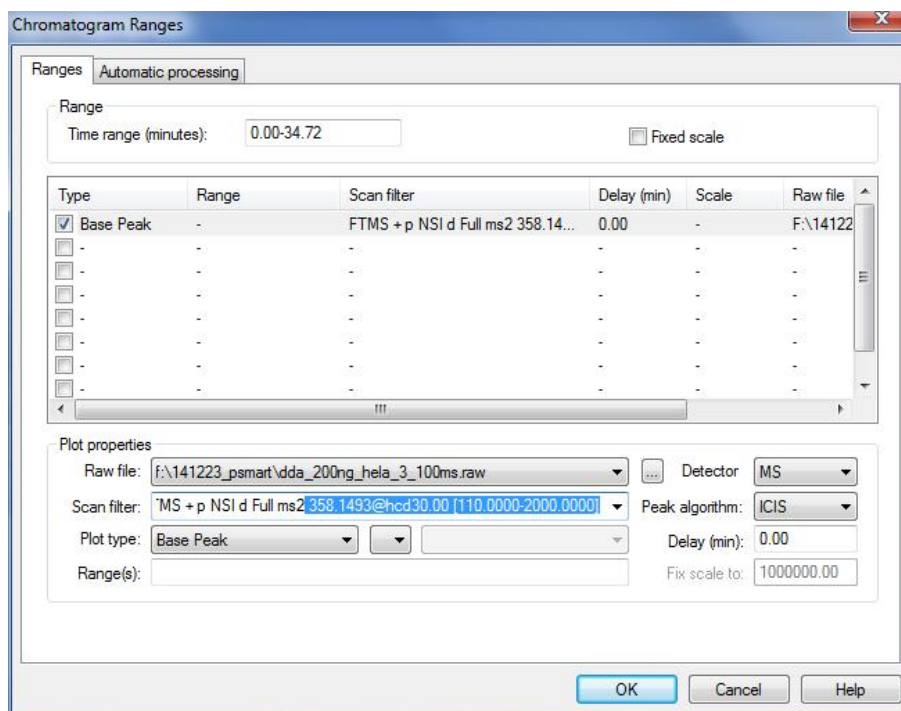 Chromatogram Ranges
Ranges Automatic processing
Range
Time range (minutes): 0.00-34.72 Fixed scale
Type Range Scan filter Delay (min) Scale Raw file
Base Peak - FTMS + p NSI d Full ms2 358.14... 0.00 - F:\14122
- - - - - -
- - - - - -
- - - - - -
- - - - - -
- - - - - -
- - - - - -
- - - - - -
Plot properties
Raw file: f:\141223_psmart\dda_200ng_hela_3_100ms.raw ... Detector MS
Scan filter: MS + p NSI d Full ms2 358.1493@hcd30.00 [110.0000-2000.0000] Peak algorithm: ICIS
Plot type: Base Peak Delay (min): 0.00
Range(s): Fix scale to: 1000000.00
OK Cancel Help